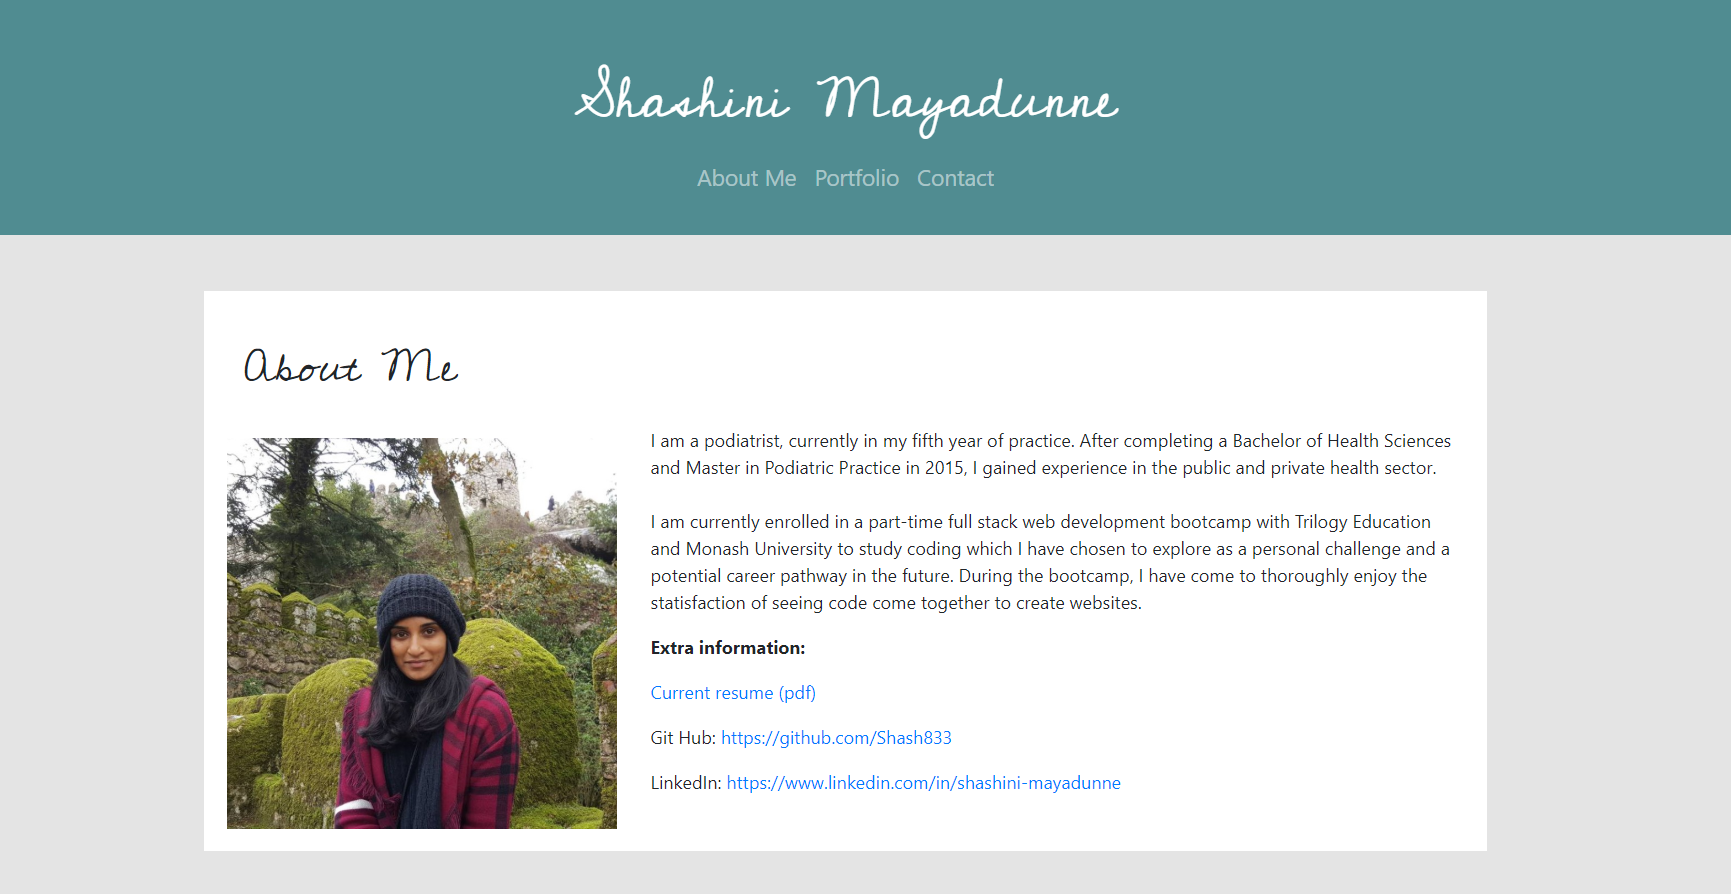 Shashini Mayadunne
About Me Portfolio Contact
About Me
I am a podiatrist, currently in my fifth year of practice. After completing a Bachelor of Health Sciences
and Master in Podiatric Practice in 2015, I gained experience in the public and private health sector.
I am currently enrolled in a part-time full stack web development bootcamp with Trilogy Education
and Monash University to study coding which I have chosen to explore as a personal challenge and a
potential career pathway in the future. During the bootcamp, I have come to thoroughly enjoy the
statisfaction of seeing code come together to create websites.
Extra information:
Current resume (pdf)
Git Hub: https://github.com/Shash833
LinkedIn: https://www.linkedin.com/in/shashini-mayadunne